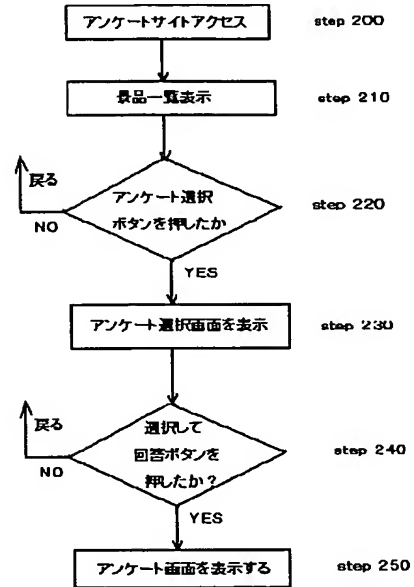 アンケートサイトアクセス step 200
景品一覧表示 step 210
戻る
アンケート選択
ボタンを押したか step 220
NO
YES
アンケート選択画面を表示 step 230
戻る
選択して
回答ボタンを step 240
押したか?
NO
YES
アンケート画面を表示する step 250